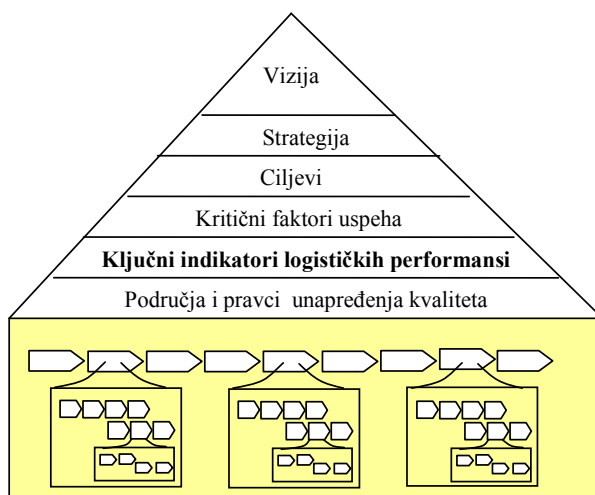 Vizija
Strategija
Ciljevi
Kritični faktori uspeha
Ključni indikatori logističkih performansi
Područja i pravci unapređenja kvaliteta